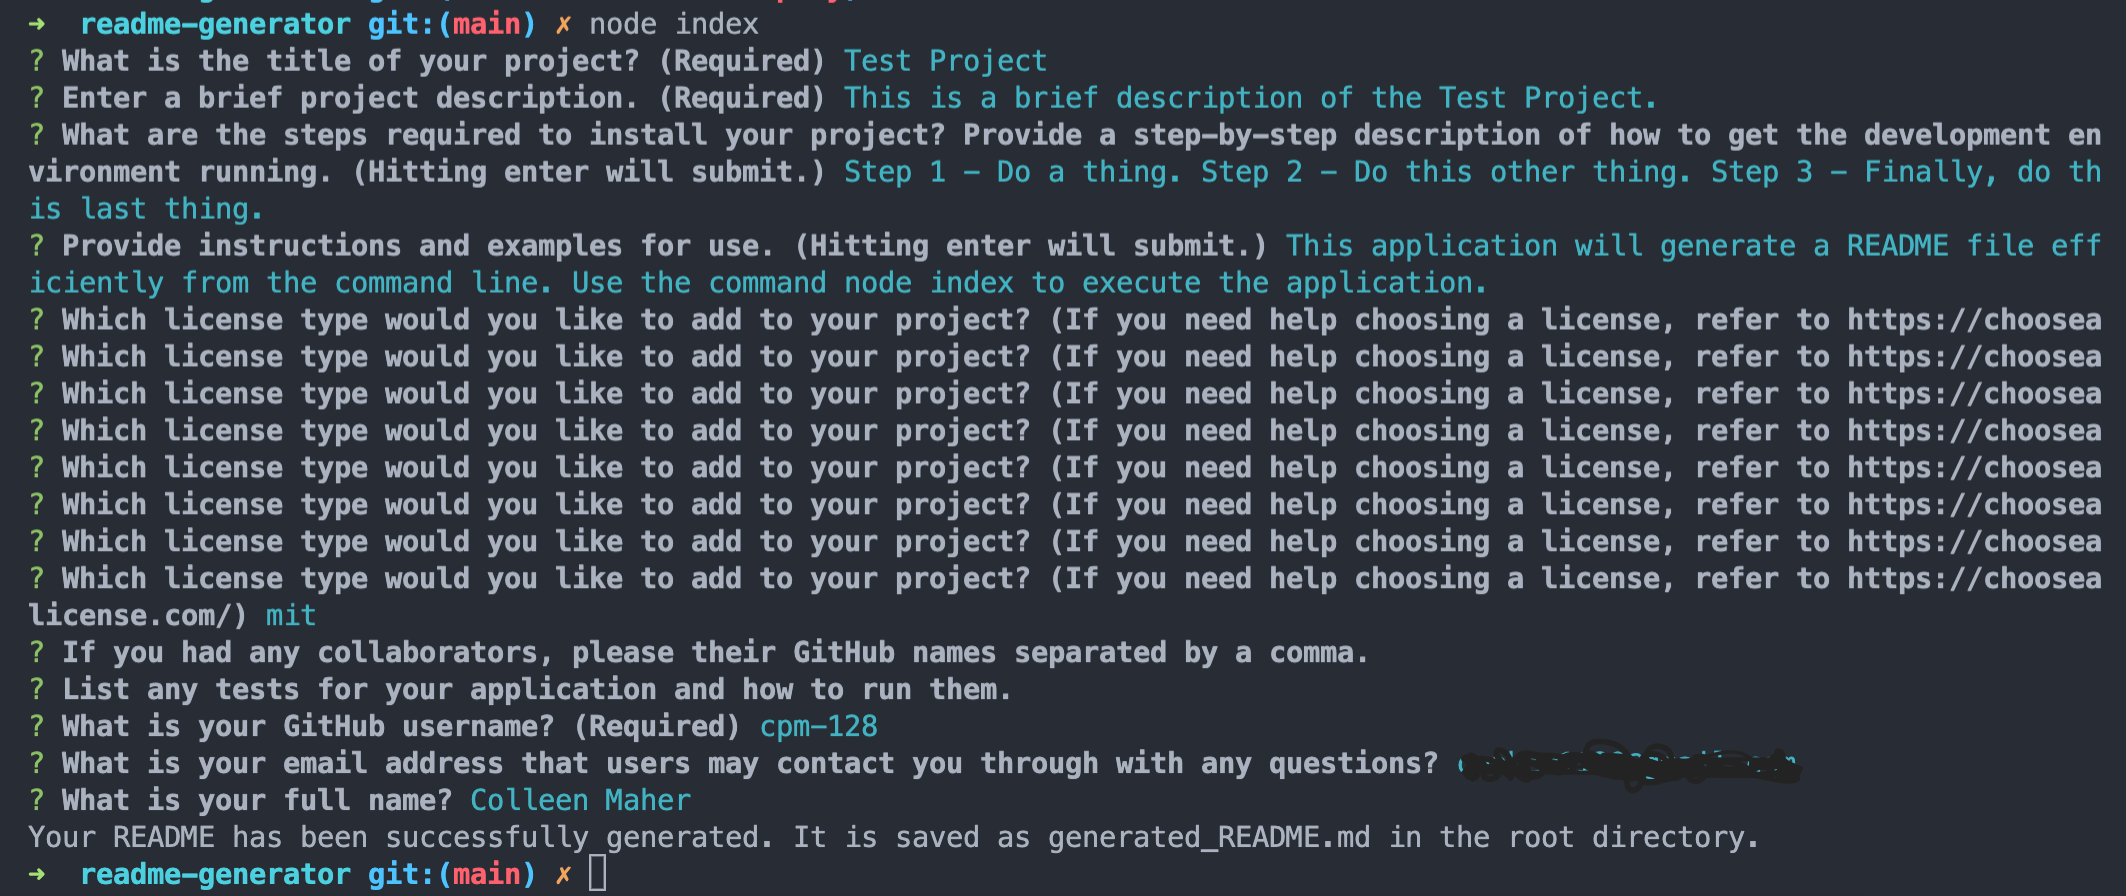 ➜  readme-generator git:(main) ✗ node index
? What is the title of your project? (Required) Test Project
? Enter a brief project description. (Required) This is a brief description of the Test Project.
? What are the steps required to install your project? Provide a step-by-step description of how to get the development en
vironment running. (Hitting enter will submit.) Step 1 – Do a thing. Step 2 – Do this other thing. Step 3 – Finally, do th
is last thing.
? Provide instructions and examples for use. (Hitting enter will submit.) This application will generate a README file eff
iciently from the command line. Use the command node index to execute the application.
? Which license type would you like to add to your project? (If you need help choosing a license, refer to https://choosea
? Which license type would you like to add to your project? (If you need help choosing a license, refer to https://choosea
? Which license type would you like to add to your project? (If you need help choosing a license, refer to https://choosea
? Which license type would you like to add to your project? (If you need help choosing a license, refer to https://choosea
? Which license type would you like to add to your project? (If you need help choosing a license, refer to https://choosea
? Which license type would you like to add to your project? (If you need help choosing a license, refer to https://choosea
? Which license type would you like to add to your project? (If you need help choosing a license, refer to https://choosea
? Which license type would you like to add to your project? (If you need help choosing a license, refer to https://choosea
license.com/) mit
? If you had any collaborators, please their GitHub names separated by a comma.
? List any tests for your application and how to run them.
? What is your GitHub username? (Required) cpm-128
? What is your email address that users may contact you through with any questions?
? What is your full name? Colleen Maher
Your README has been successfully generated. It is saved as generated_README.md in the root directory.
➜  readme-generator git:(main) ✗